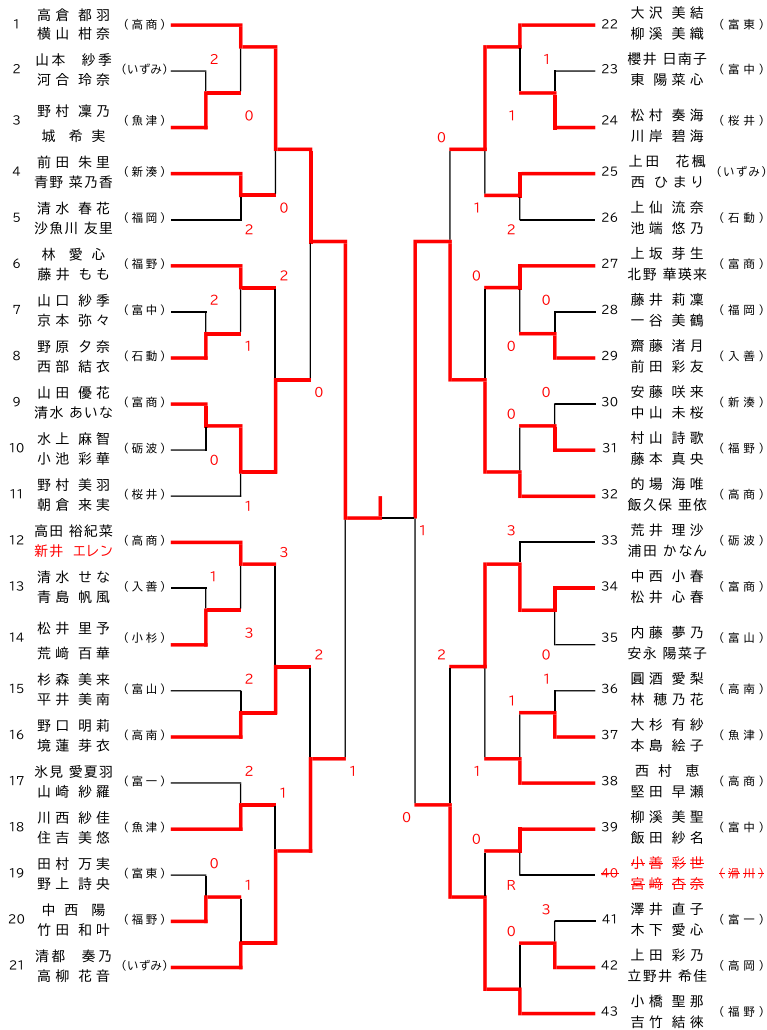 1 高倉 都羽 (高商)
横山 柑奈
2 山本 紗季 (いずみ)
河合 玲奈
3 野村 凜乃 (魚津)
城 希実
4 前田 朱里 (新湊)
青野 菜乃香
5 清水 春花 (福岡)
沙魚川 友里
6 林 愛心 (福野)
藤井 もも
7 山口 紗季 (富中)
京本 弥々
8 野原 夕奈 (石動)
西部 結衣
9 山田 優花 (富商)
清水 あいな
10 水上 麻智 (砺波)
小池 彩華
11 野村 美羽 (桜井)
朝倉 来実
12 高田 裕紀菜 (高商)
新井 エレン
13 清水 せな (入善)
青島 帆風
14 松井 里予 (小杉)
荒﨑 百華
15 杉森 美来 (富山)
平井 美南
16 野口 明莉 (高南)
境蓮 芽衣
17 氷見 愛夏羽 (富一)
山崎 紗羅
18 川西 紗佳 (魚津)
住吉 美悠
19 田村 万実 (富東)
野上 詩央
20 中西 陽 (福野)
竹田 和叶
21 清都 奏乃 (いずみ)
高柳 花音
2
0
0
2
2
2
1
0
0
1
3
1
3
2
2
2
1
0
1
1
大沢 美結
22 柳溪 美織 (富東)
櫻井 日南子
23 東 陽菜心 (富中)
松村 奏海
24 川岸 碧海 (桜井)
上田 花楓
25 西 ひまり (いずみ)
上仙 流奈
26 池端 悠乃 (石動)
上坂 芽生
27 北野 華瑛来 (富商)
藤井 莉凜
28 一谷 美鶴 (福岡)
齋藤 渚月
29 前田 彩友 (入善)
安藤 咲来
30 中山 未桜 (新湊)
村山 詩歌
31 藤本 真央 (福野)
的場 海唯
32 飯久保 亜依 (高商)
荒井 理沙
33 浦田 かなん (砺波)
中西 小春
34 松井 心春 (富商)
内藤 夢乃
35 安永 陽菜子 (富山)
圓酒 愛梨
36 林 穂乃花 (高南)
大杉 有紗
37 本島 絵子 (魚津)
西村 恵
38 堅田 早瀬 (高商)
柳溪 美聖
39 飯田 紗名 (富中)
小善 彩世
40 宮﨑 杏奈 (滑川)
澤井 直子
41 木下 愛心 (富一)
上田 彩乃
42 立野井 希佳 (高岡)
小橋 聖那
43 吉竹 結徠 (福野)
1
1
0
1
2
0
0
0
0
0
1
3
0
2
1
1
1
0
0
R
3
0